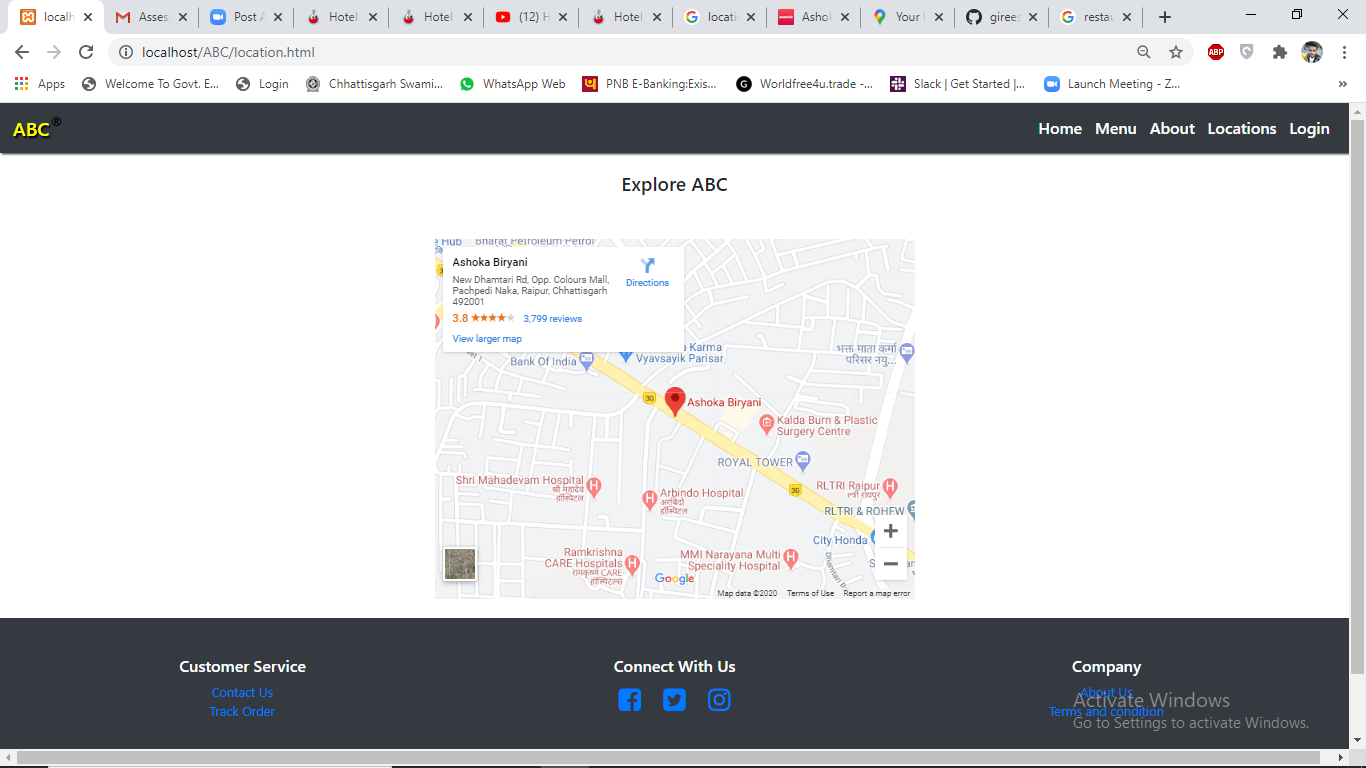 localh Asses Post A Hotel Hotel (12) H Hotel locatio Ashok Your l girees restau
localhost/ABC/location.html
ABP
Apps Welcome To Govt. E... Login Chhattisgarh Swami... WhatsApp Web PNB E-Banking:Exis... Worldfree4u.trade -... Slack | Get Started |... Launch Meeting - Z... »
ABC®
Home Menu About Locations Login
Explore ABC
e Hub
Bharat Petroleum Petrol
Ashoka Biryani
New Dhamtari Rd, Opp. Colours Mall,
Pachpedi Naka, Raipur, Chhattisgarh
492001
3.8 3,799 reviews
View larger map
Directions
a Karma
Vyavsayik Parisar
Bank Of India
भक्त माता कर्मा
परिसर नयु...
30
Ashoka Biryani
Kalda Burn & Plastic
Surgery Centre
ROYAL TOWER
30
Shri Mahadevam Hospital
श्री महादेव
हॉस्पिटल
Arbindo Hospital
अरबिंदो
हॉस्पिटल
RLTRI Raipur
RLTRI & ROHFW
City Honda
Ramkrishna
CARE Hospitals
रामकृष्ण CARE
हॉस्पिटल्स
MMI Narayana Multi
Speciality Hospital
Dhamtari R
Google
Map data ©2020 Terms of Use Report a map error
Customer Service
Contact Us
Track Order
Connect With Us
Company
About Us
Terms and condition
Activate Windows
Go to Settings to activate Windows.